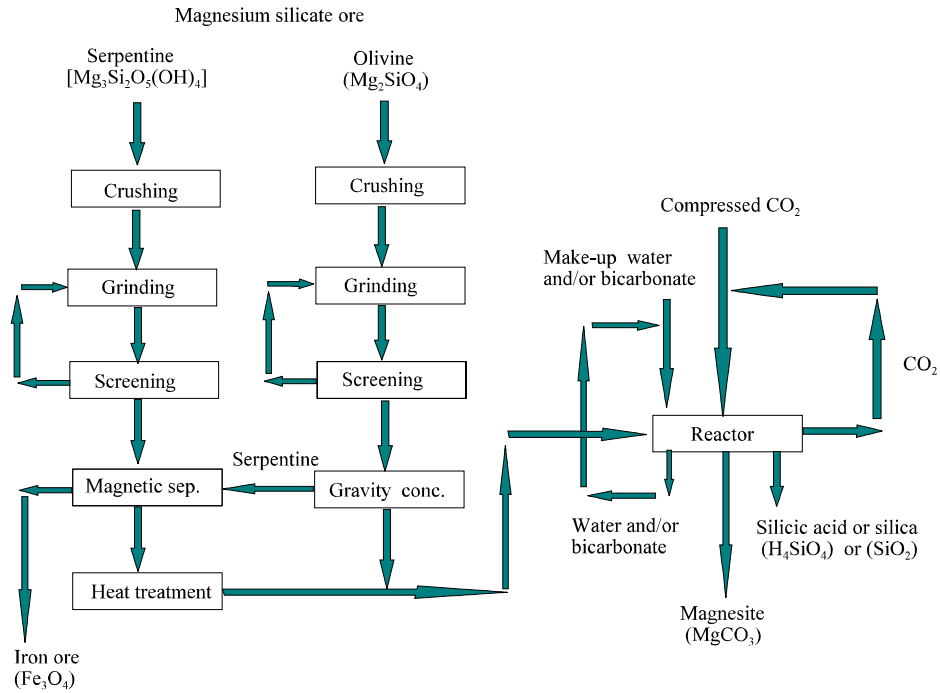 Magnesium silicate ore
Serpentine
[Mg₃Si₂O₅(OH)₄]
Olivine
(Mg₂SiO₄)
Crushing
Crushing
Compressed CO₂
Make-up water
and/or bicarbonate
Grinding
Grinding
Screening
Screening
CO₂
Reactor
Serpentine
Magnetic sep.
Gravity conc.
Water and/or
bicarbonate
Silicic acid or silica
(H₄SiO₄) or (SiO₂)
Heat treatment
Magnesite
(MgCO₃)
Iron ore
(Fe₃O₄)